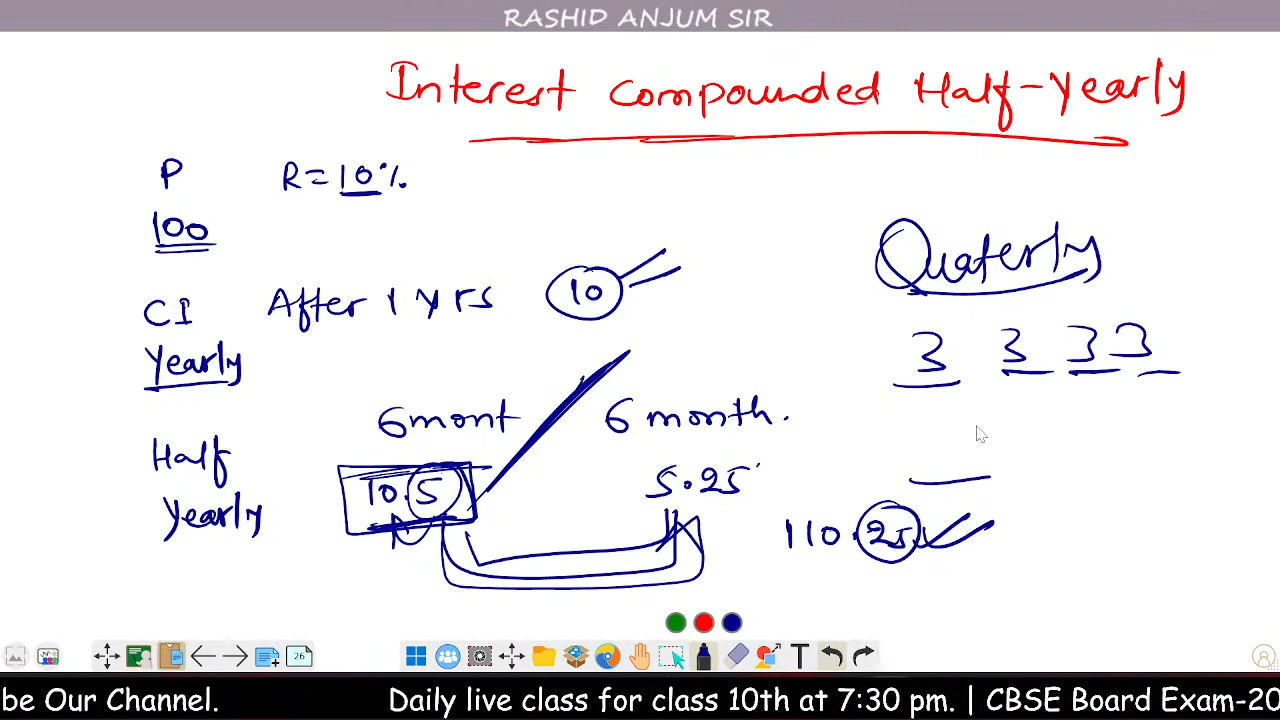 RASHID ANJUM SIR
Interest compounded Half-Yearly
P R = 10%
100
CI After 1 yrs 10
Yearly
Quaterly
3 3 3 3
6 mont 6 month.
Half
yearly
10.5 5.25
110.25
26
be Our Channel. Daily live class for class 10th at 7:30 pm. | CBSE Board Exam-20